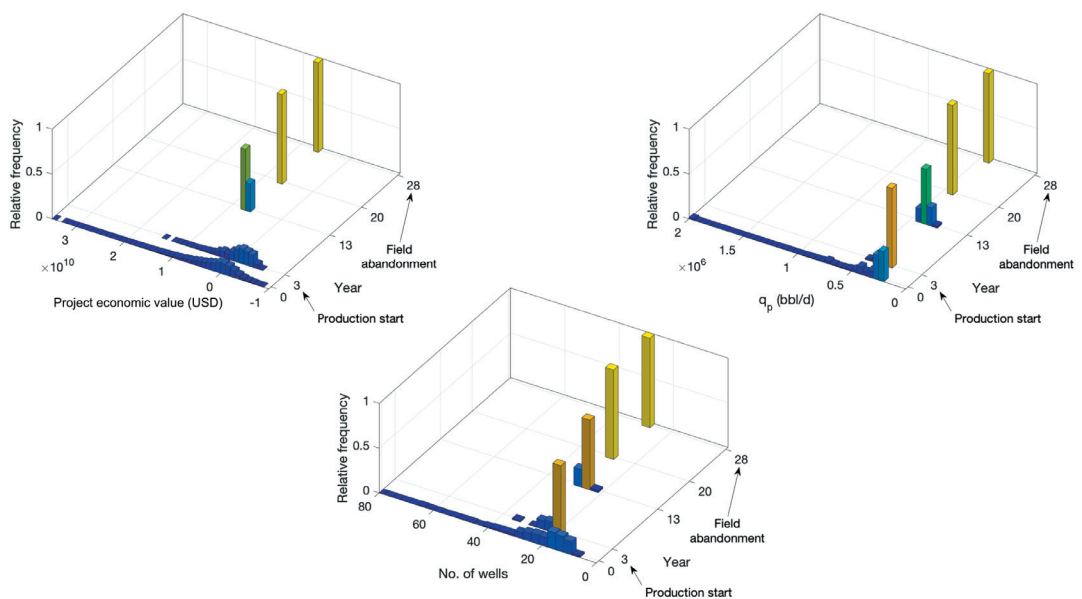 Relative frequency
1
0.5
0
3
2
1
0
-1
×10^10
Project economic value (USD)
0
3
13
20
28
Year
Production start
Field
abandonment
Relative frequency
1
0.5
0
2
1.5
1
0.5
0
×10^6
q_p (bbl/d)
0
3
13
20
28
Year
Production start
Field
abandonment
Relative frequency
1
0.5
0
80
60
40
20
0
No. of wells
0
3
13
20
28
Year
Production start
Field
abandonment